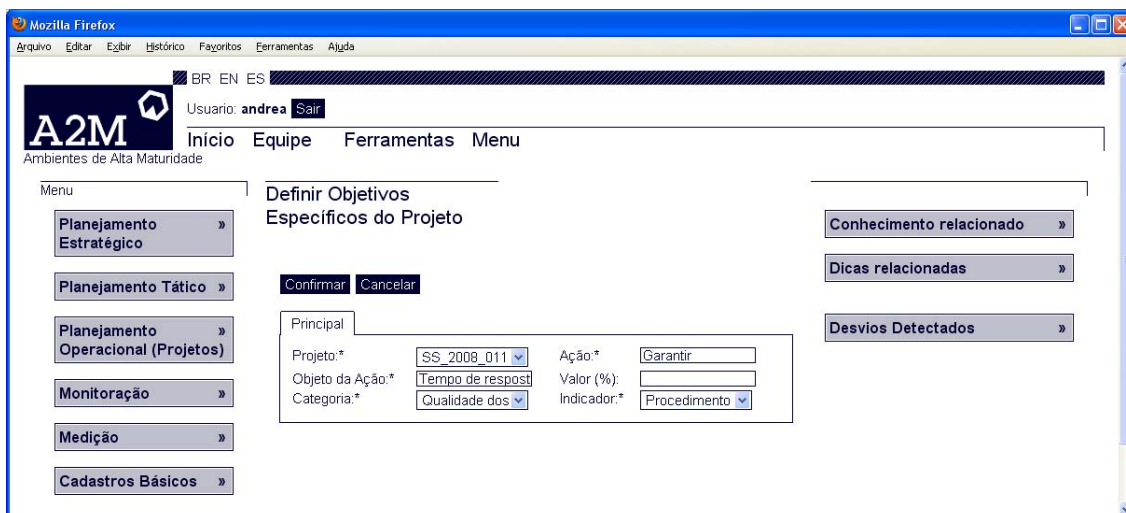 Mozilla Firefox
Arquivo Editar Exibir Histórico Favoritos Ferramentas Ajuda
BR EN ES
Usuario: andrea Sair
A2M
Início Equipe Ferramentas Menu
Ambientes de Alta Maturidade
Menu
Planejamento Estratégico »
Planejamento Tático »
Planejamento Operacional (Projetos) »
Monitoração »
Medição »
Cadastros Básicos »
Definir Objetivos
Específicos do Projeto
Confirmar Cancelar
Principal
Projeto:* SS_2008_011 Ação:* Garantir
Objeto da Ação:* Tempo de respost Valor (%):
Categoria:* Qualidade dos Indicador:* Procedimento
Conhecimento relacionado »
Dicas relacionadas »
Desvios Detectados »